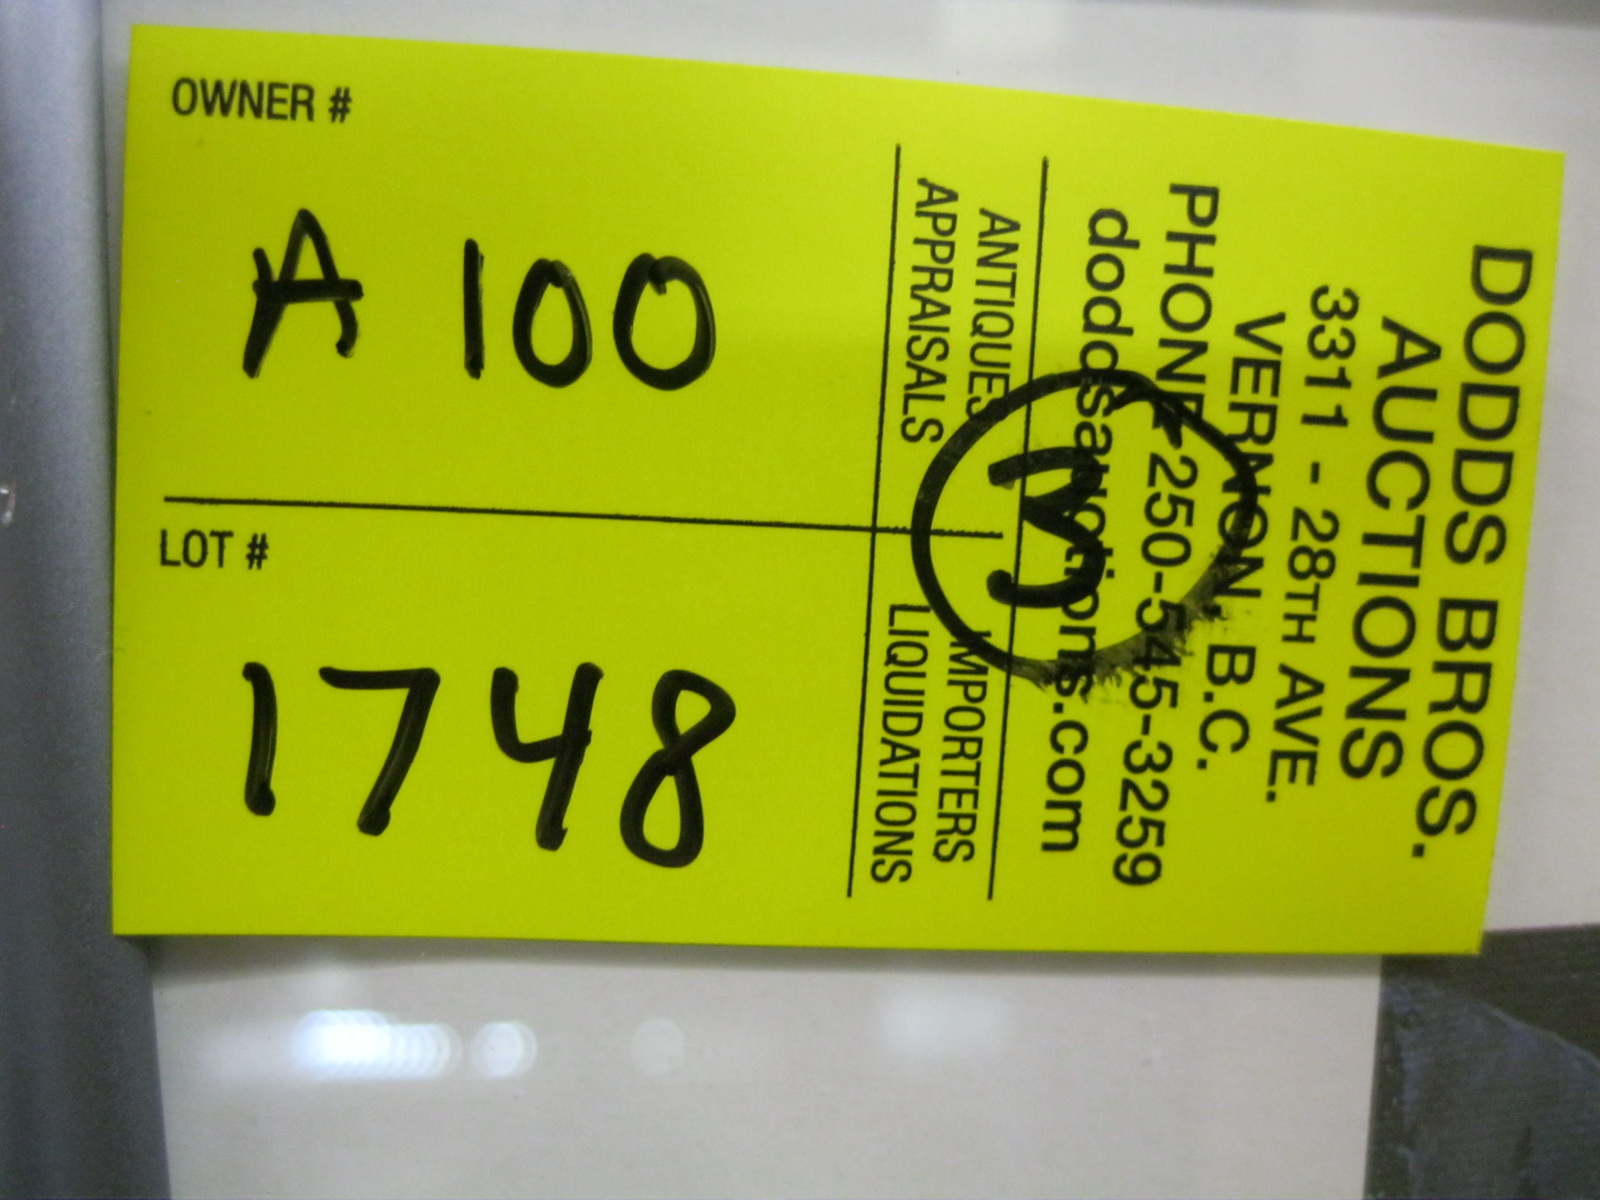 DODDS BROS.
AUCTIONS
3311 - 28TH AVE.
VERNON, B.C.
PHONE 250-545-3259
doddsauctions.com
ANTIQUES IMPORTERS
APPRAISALS LIQUIDATIONS
OWNER #
A 100
LOT #
1748